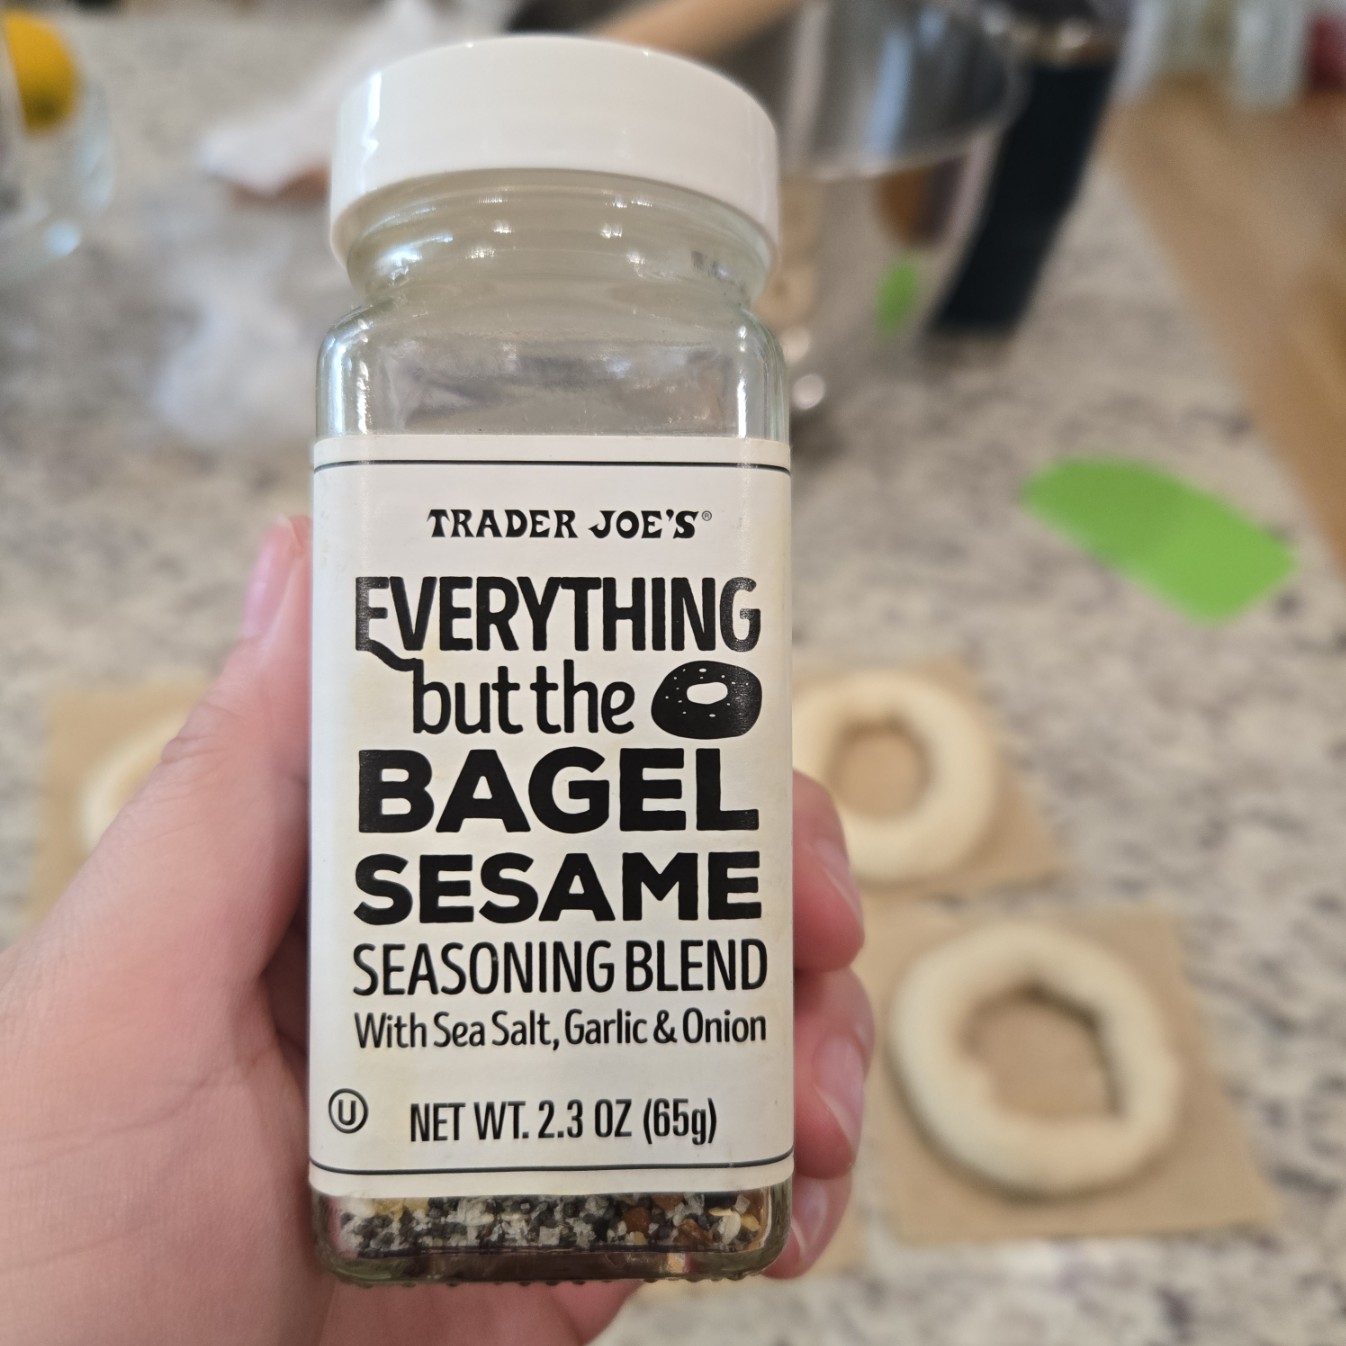 TRADER JOE'S®
EVERYTHING
but the
BAGEL
SESAME
SEASONING BLEND
With Sea Salt, Garlic & Onion
U
NET WT. 2.3 OZ (65g)